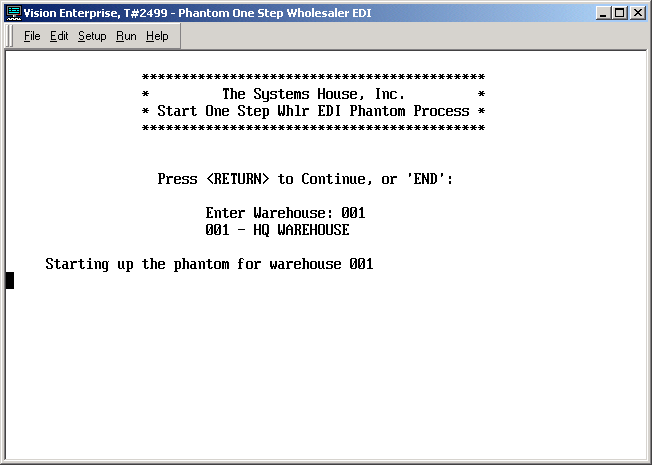 Vision Enterprise, T#2499 - Phantom One Step Wholesaler EDI
File Edit Setup Run Help
*******************************************
* The Systems House, Inc. *
* Start One Step Whlr EDI Phantom Process *
*******************************************
Press <RETURN> to Continue, or 'END':
Enter Warehouse: 001
001 - HQ WAREHOUSE
Starting up the phantom for warehouse 001